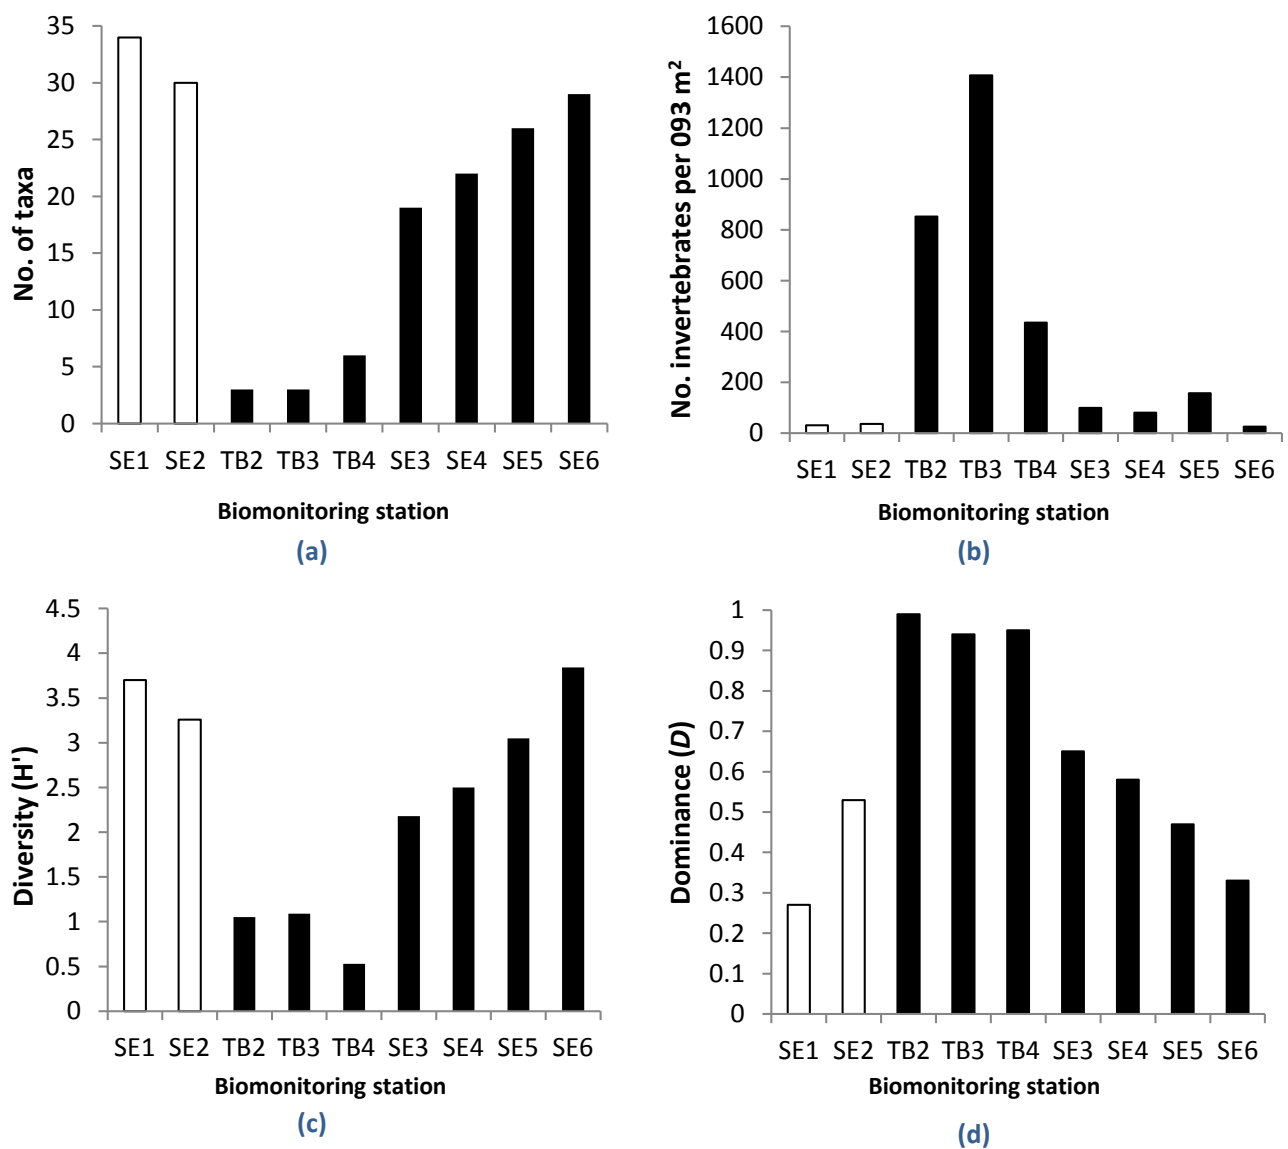 No. of taxa
35
30
25
20
15
10
5
0
SE1 SE2 TB2 TB3 TB4 SE3 SE4 SE5 SE6
Biomonitoring station
(a)
No. invertebrates per 093 m²
1600
1400
1200
1000
800
600
400
200
0
SE1 SE2 TB2 TB3 TB4 SE3 SE4 SE5 SE6
Biomonitoring station
(b)
Diversity (H')
4.5
4
3.5
3
2.5
2
1.5
1
0.5
0
SE1 SE2 TB2 TB3 TB4 SE3 SE4 SE5 SE6
Biomonitoring station
(c)
Dominance (D)
1
0.9
0.8
0.7
0.6
0.5
0.4
0.3
0.2
0.1
0
SE1 SE2 TB2 TB3 TB4 SE3 SE4 SE5 SE6
Biomonitoring station
(d)